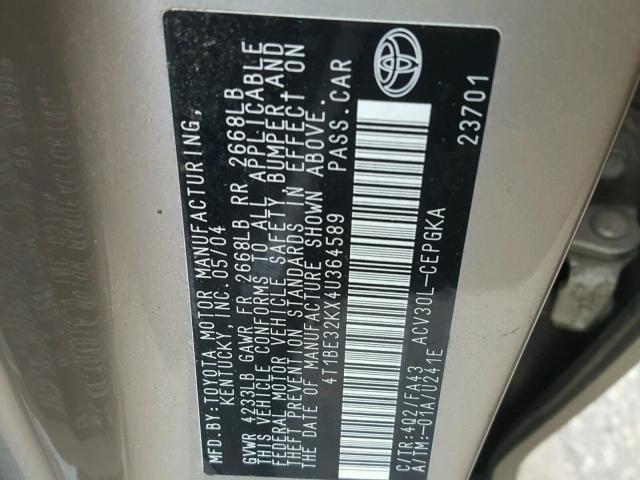 MFD.BY:TOYOTA MOTOR MANUFACTURING,
KENTUCKY, INC. 05/04
GVWR 4233LB GAWR FR 2668LB RR 2668LB
THIS VEHICLE CONFORMS TO ALL APPLICABLE
FEDERAL MOTOR VEHICLE SAFETY, BUMPER, AND
THEFT PREVENTION STANDARDS IN EFFECT ON
THE DATE OF MANUFACTURE SHOWN ABOVE.
4T1BE32KX4U364589 PASS.CAR
C/TR:4Q2/FA43 ACV30L-CEPGKA
A/TM:-01A/U241E
23701